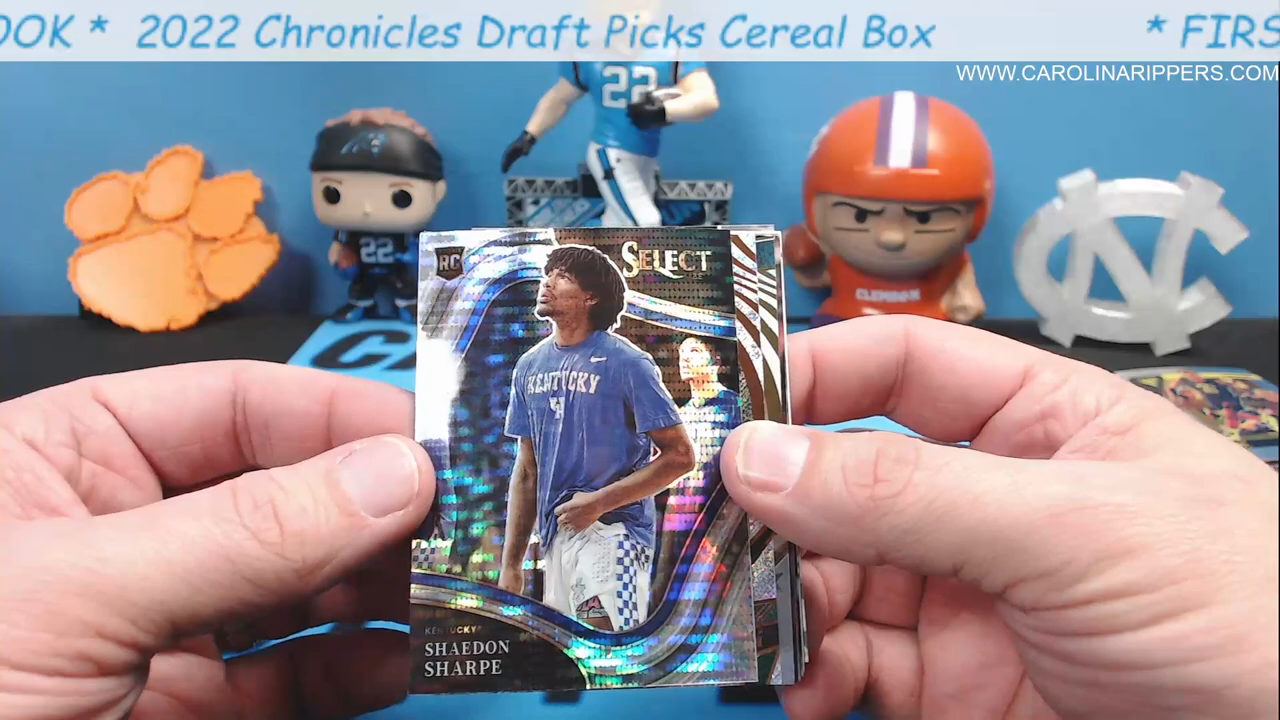 OOK * 2022 Chronicles Draft Picks Cereal Box * FIRS
WWW.CAROLINARIPPERS.COM
22
22
CLEMSON
NC
RC
SELECT
KENTUCKY
KENTUCKY
SHAEDON
SHARPE